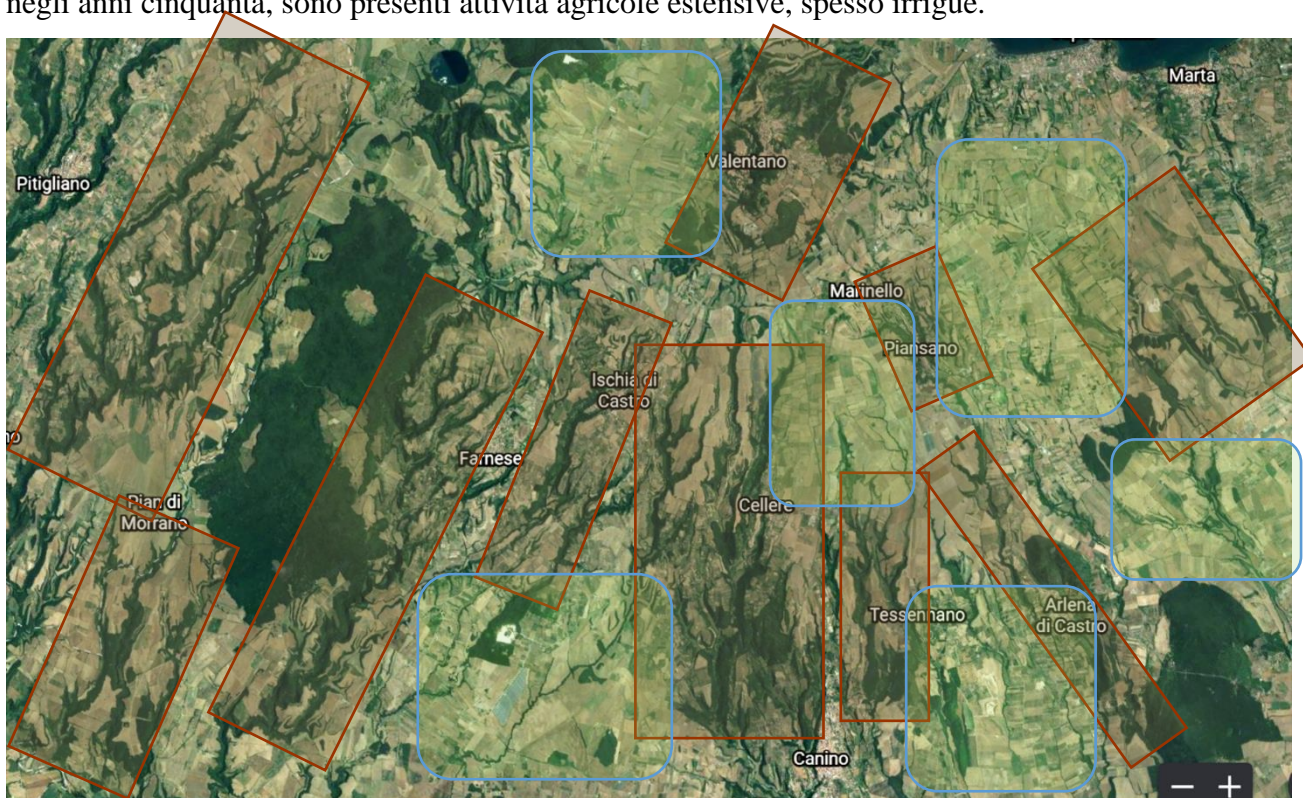 negli anni cinquanta, sono presenti attività agricole estensive, spesso irrigue.
Marta
Valentano
Pitigliano
Marinello
Piansano
Ischia di
Castro
Farnese
Pian di
Morrano
Cellere
Tessennano
Arlena
di Castro
Canino